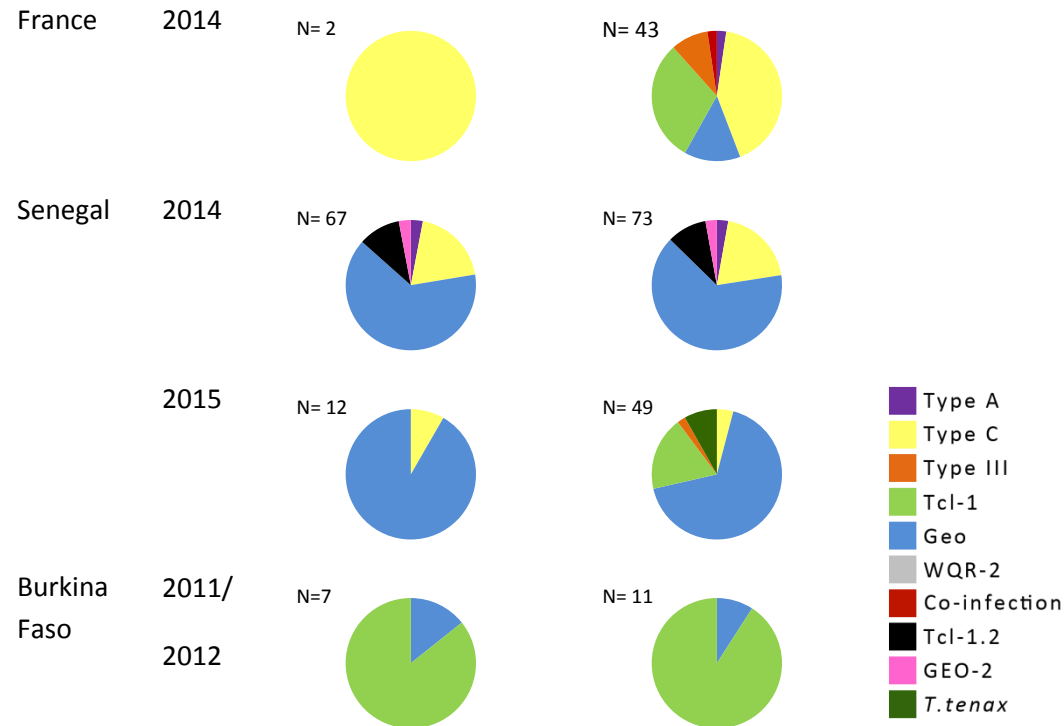 France 2014 N= 2 N= 43
Senegal 2014 N= 67 N= 73
2015 N= 12 N= 49
Burkina 2011/ N=7 N= 11
Faso
2012
Type A
Type C
Type III
Tcl-1
Geo
WQR-2
Co-infection
Tcl-1.2
GEO-2
T.tenax